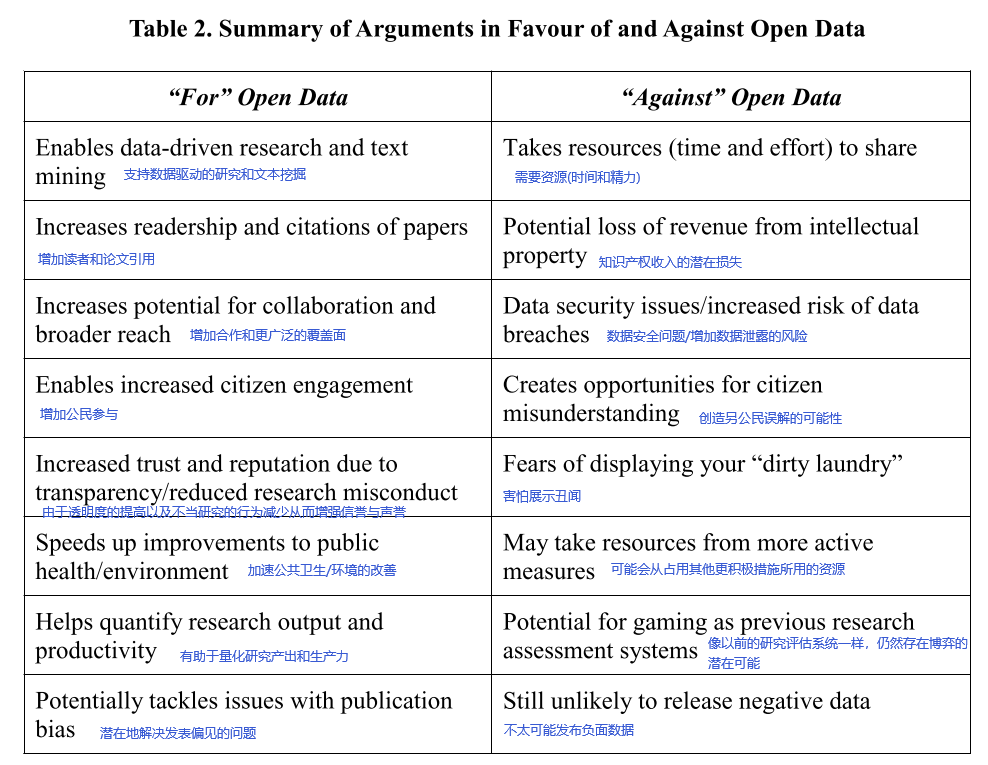 Table 2. Summary of Arguments in Favour of and Against Open Data
“For” Open Data
“Against” Open Data
Enables data-driven research and text
mining
支持数据驱动的研究和文本挖掘
Takes resources (time and effort) to share
需要资源(时间和精力)
Increases readership and citations of papers
增加读者和论文引用
Potential loss of revenue from intellectual
property
知识产权收入的潜在损失
Increases potential for collaboration and
broader reach
增加合作和更广泛的覆盖面
Data security issues/increased risk of data
breaches
数据安全问题/增加数据泄露的风险
Enables increased citizen engagement
增加公民参与
Creates opportunities for citizen
misunderstanding
创造另公民误解的可能性
Increased trust and reputation due to
transparency/reduced research misconduct
由于透明度的提高以及不当研究的行为减少从而增强信誉与声誉
Fears of displaying your “dirty laundry”
害怕展示丑闻
Speeds up improvements to public
health/environment
加速公共卫生/环境的改善
May take resources from more active
measures
可能会从占用其他更积极措施所用的资源
Helps quantify research output and
productivity
有助于量化研究产出和生产力
Potential for gaming as previous research
assessment systems
像以前的研究评估系统一样，仍然存在博弈的
潜在可能
Potentially tackles issues with publication
bias
潜在地解决发表偏见的问题
Still unlikely to release negative data
不太可能发布负面数据